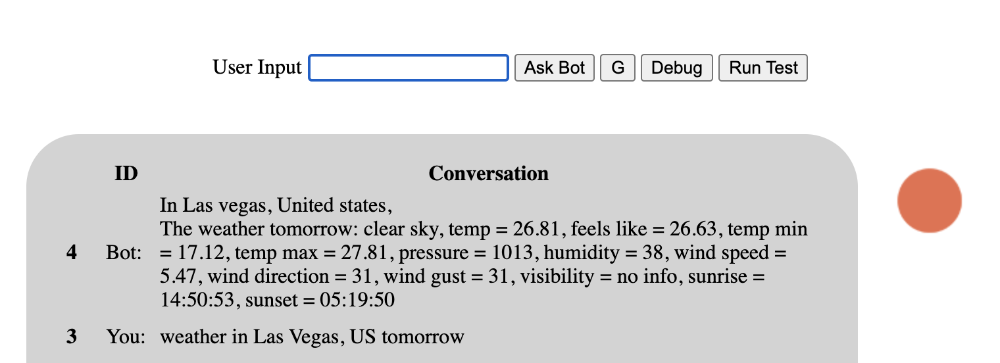 User Input Ask Bot G Debug Run Test
ID Conversation
In Las vegas, United states,
The weather tomorrow: clear sky, temp = 26.81, feels like = 26.63, temp min
4 Bot: = 17.12, temp max = 27.81, pressure = 1013, humidity = 38, wind speed =
5.47, wind direction = 31, wind gust = 31, visibility = no info, sunrise =
14:50:53, sunset = 05:19:50
3 You: weather in Las Vegas, US tomorrow